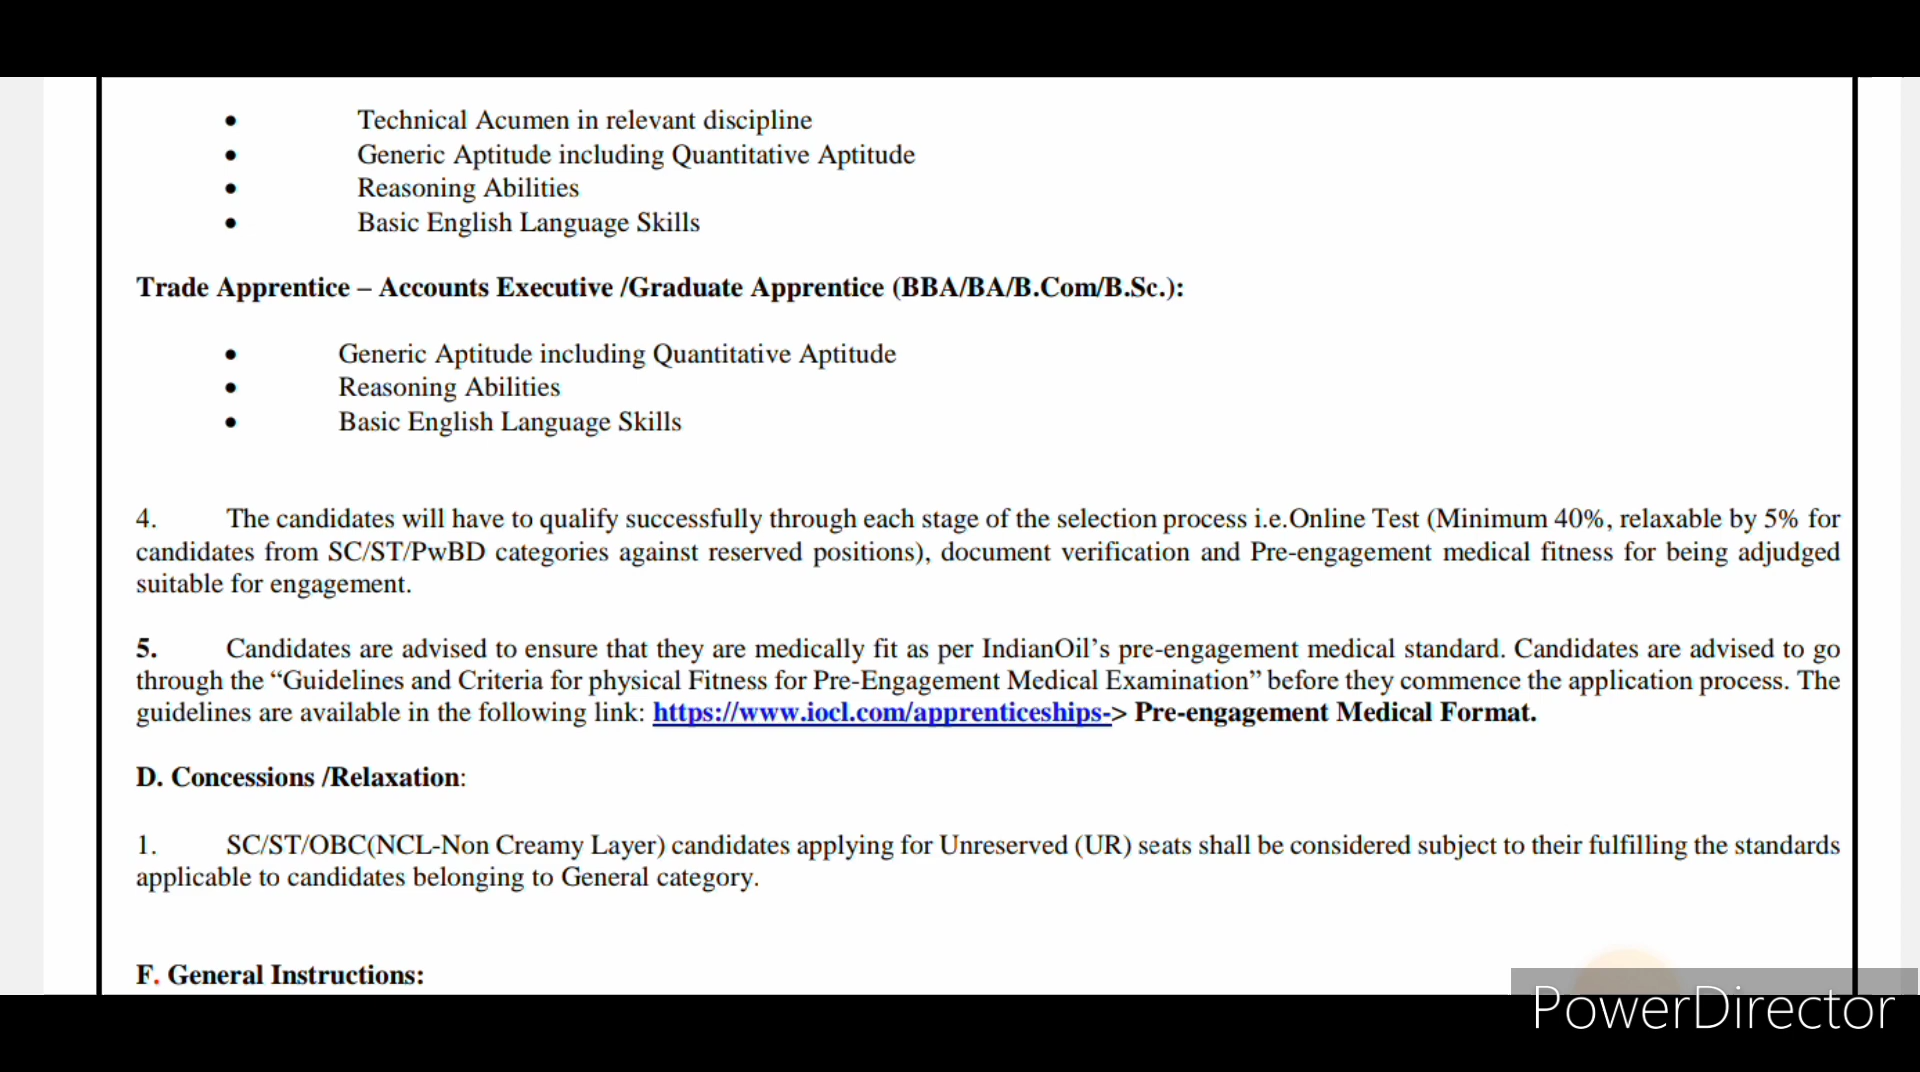 • Technical Acumen in relevant discipline
• Generic Aptitude including Quantitative Aptitude
• Reasoning Abilities
• Basic English Language Skills
Trade Apprentice – Accounts Executive /Graduate Apprentice (BBA/BA/B.Com/B.Sc.):
• Generic Aptitude including Quantitative Aptitude
• Reasoning Abilities
• Basic English Language Skills
4. The candidates will have to qualify successfully through each stage of the selection process i.e.Online Test (Minimum 40%, relaxable by 5% for
candidates from SC/ST/PwBD categories against reserved positions), document verification and Pre-engagement medical fitness for being adjudged
suitable for engagement.
5. Candidates are advised to ensure that they are medically fit as per IndianOil’s pre-engagement medical standard. Candidates are advised to go
through the “Guidelines and Criteria for physical Fitness for Pre-Engagement Medical Examination” before they commence the application process. The
guidelines are available in the following link: https://www.iocl.com/apprenticeships-> Pre-engagement Medical Format.
D. Concessions /Relaxation:
1. SC/ST/OBC(NCL-Non Creamy Layer) candidates applying for Unreserved (UR) seats shall be considered subject to their fulfilling the standards
applicable to candidates belonging to General category.
F. General Instructions:
PowerDirector